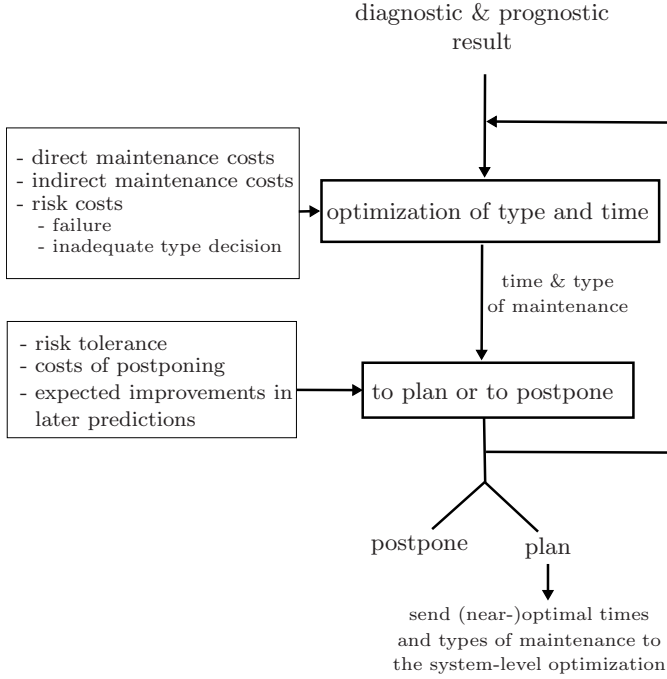 diagnostic & prognostic
result
- direct maintenance costs
- indirect maintenance costs
- risk costs
- failure
- inadequate type decision
optimization of type and time
time & type
of maintenance
- risk tolerance
- costs of postponing
- expected improvements in
later predictions
to plan or to postpone
postpone
plan
send (near-)optimal times
and types of maintenance to
the system-level optimization